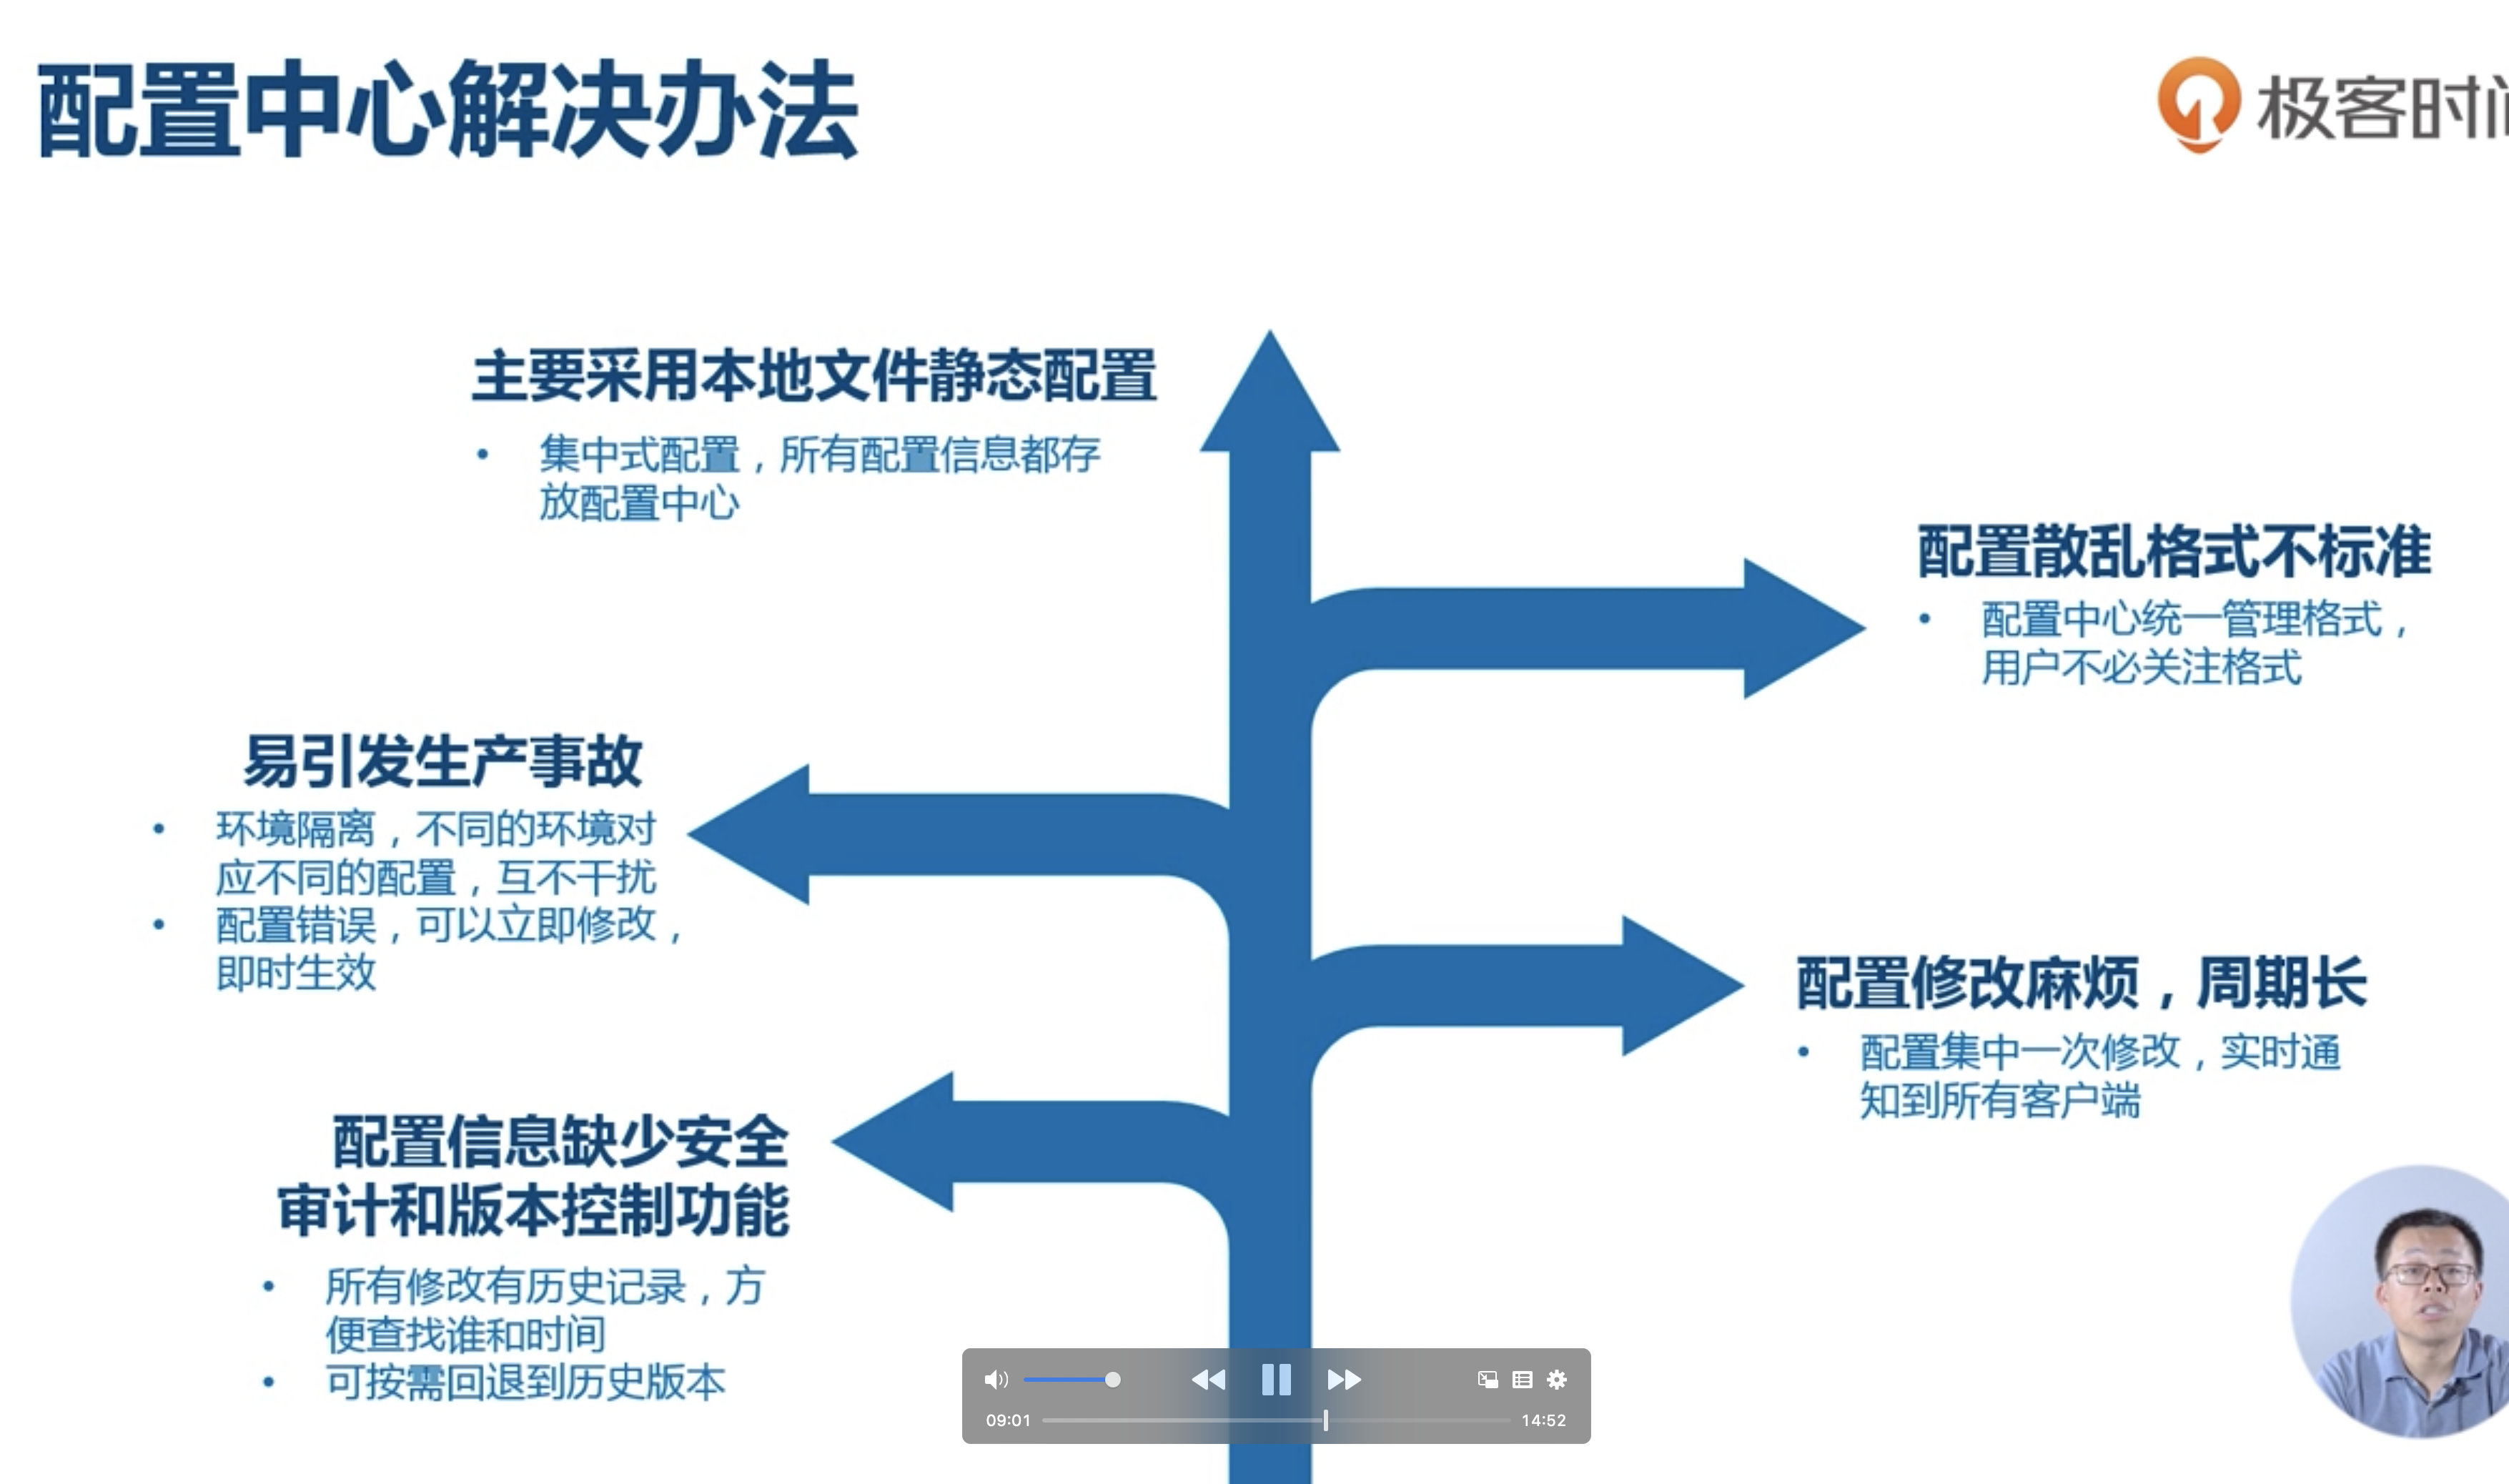 配置中心解决办法
极客时间
主要采用本地文件静态配置
• 集中式配置，所有配置信息都存
放配置中心
配置散乱格式不标准
• 配置中心统一管理格式，
用户不必关注格式
易引发生产事故
• 环境隔离，不同的环境对
应不同的配置，互不干扰
• 配置错误，可以立即修改，
即时生效
配置修改麻烦，周期长
• 配置集中一次修改，实时通
知到所有客户端
配置信息缺少安全
审计和版本控制功能
• 所有修改有历史记录，方
便查找谁和时间
• 可按需回退到历史版本
09:01
14:52